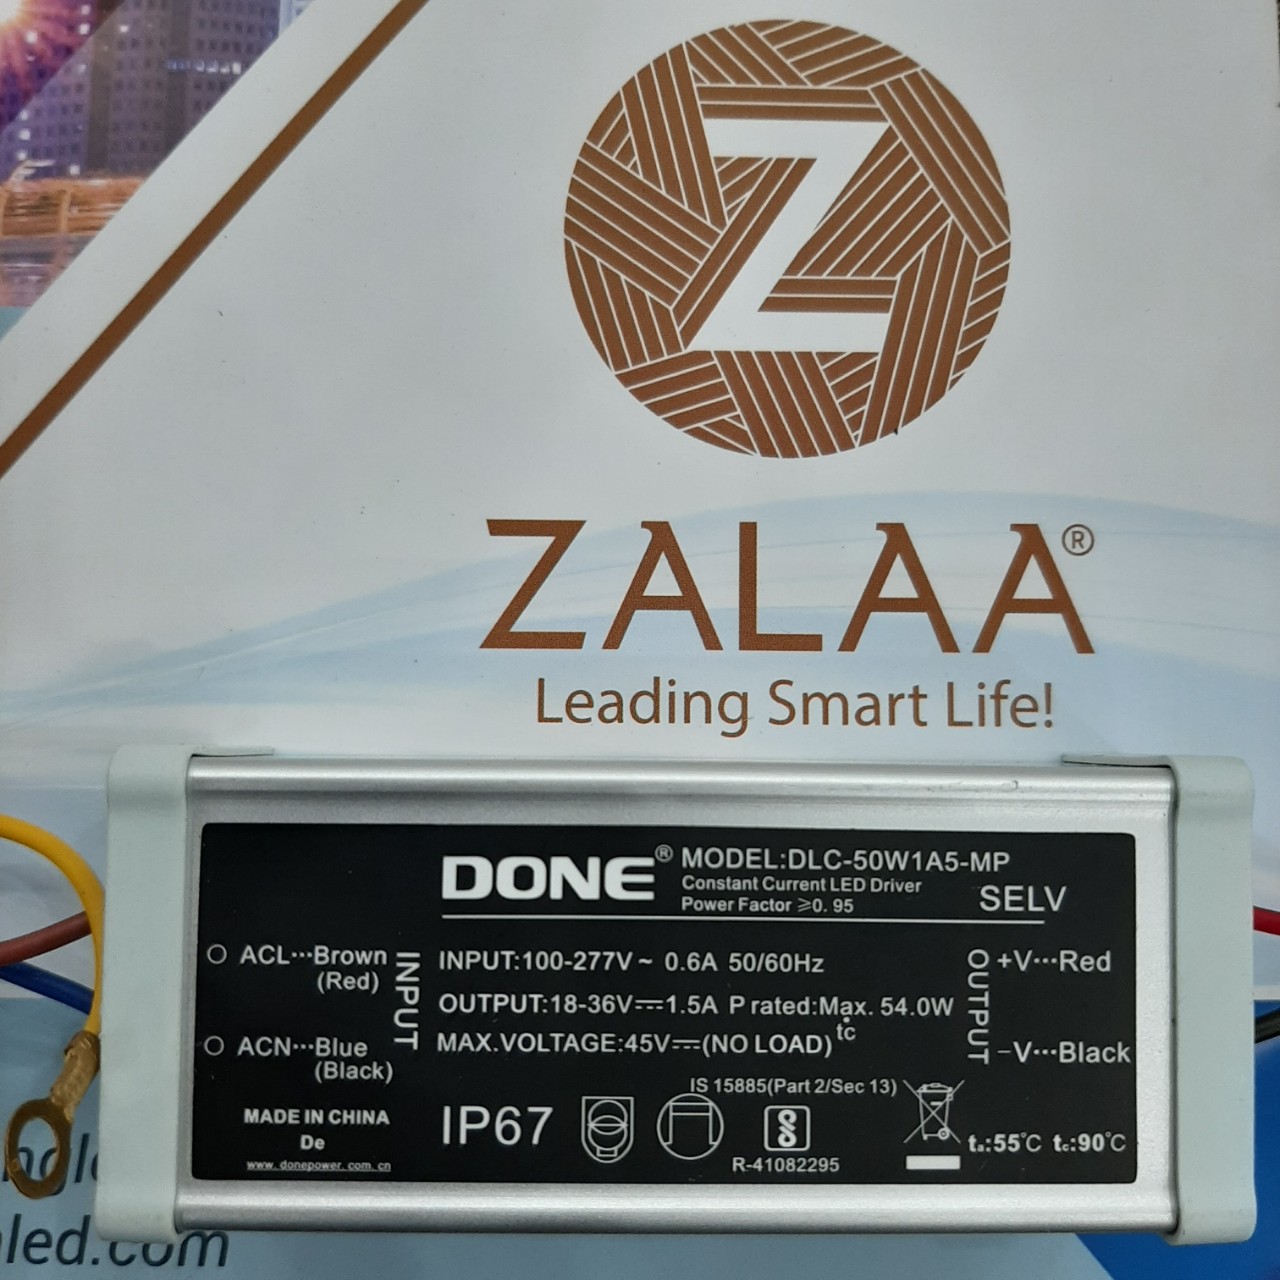 Z
ZALAA®
Leading Smart Life!
DONE® MODEL:DLC-50W1A5-MP
Constant Current LED Driver
Power Factor ≥0.95
SELV
ACL···Brown
(Red)
ACN···Blue
(Black)
INPUT
INPUT:100-277V~ 0.6A 50/60Hz
OUTPUT:18-36V⎓1.5A P rated:Max. 54.0W
MAX.VOLTAGE:45V⎓(NO LOAD) tc
OUTPUT
+V···Red
-V···Black
MADE IN CHINA
De
www.donepower.com.cn
IP67
IS 15885(Part 2/Sec 13)
R-41082295
ta:55°C tc:90°C
led.com